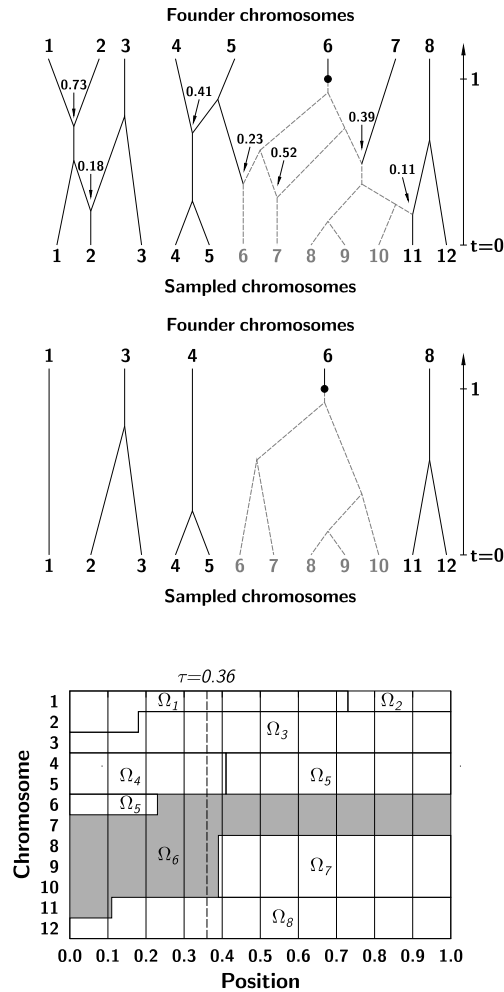 Founder chromosomes
1 2 3 4 5 6 7 8
1
0.73
0.41
0.39
0.23
0.52
0.18
0.11
t=0
1 2 3 4 5 6 7 8 9 10 11 12
Sampled chromosomes
Founder chromosomes
1 3 4 6 8
1
t=0
1 2 3 4 5 6 7 8 9 10 11 12
Sampled chromosomes
τ=0.36
Chromosome
1 Ω1 Ω2
2 Ω3
3
4 Ω4 Ω5
5
6 Ω5
7
8 Ω6
9 Ω7
10
11 Ω8
12
0.0 0.1 0.2 0.3 0.4 0.5 0.6 0.7 0.8 0.9 1.0
Position